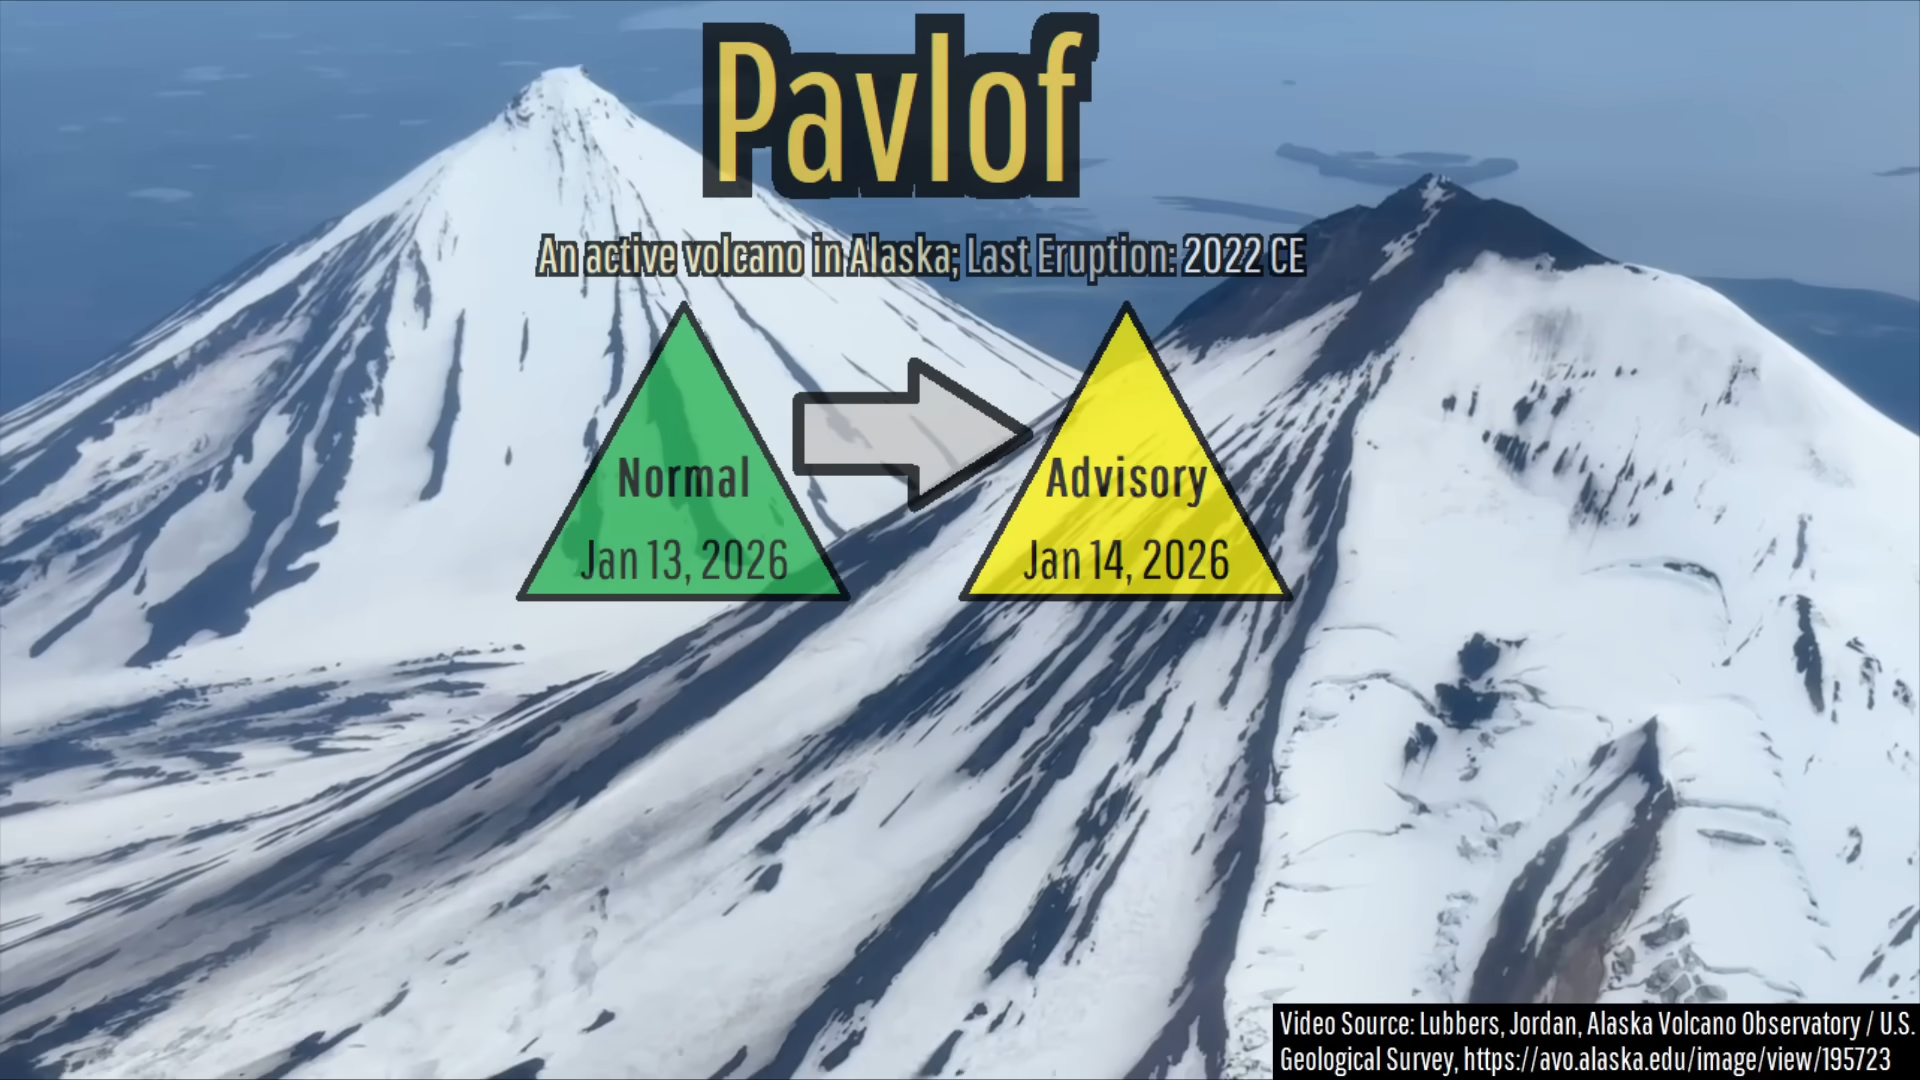 Pavlof
An active volcano in Alaska; Last Eruption: 2022 CE
Normal
Jan 13, 2026
Advisory
Jan 14, 2026
Video Source: Lubbers, Jordan, Alaska Volcano Observatory / U.S.
Geological Survey, https://avo.alaska.edu/image/view/195723